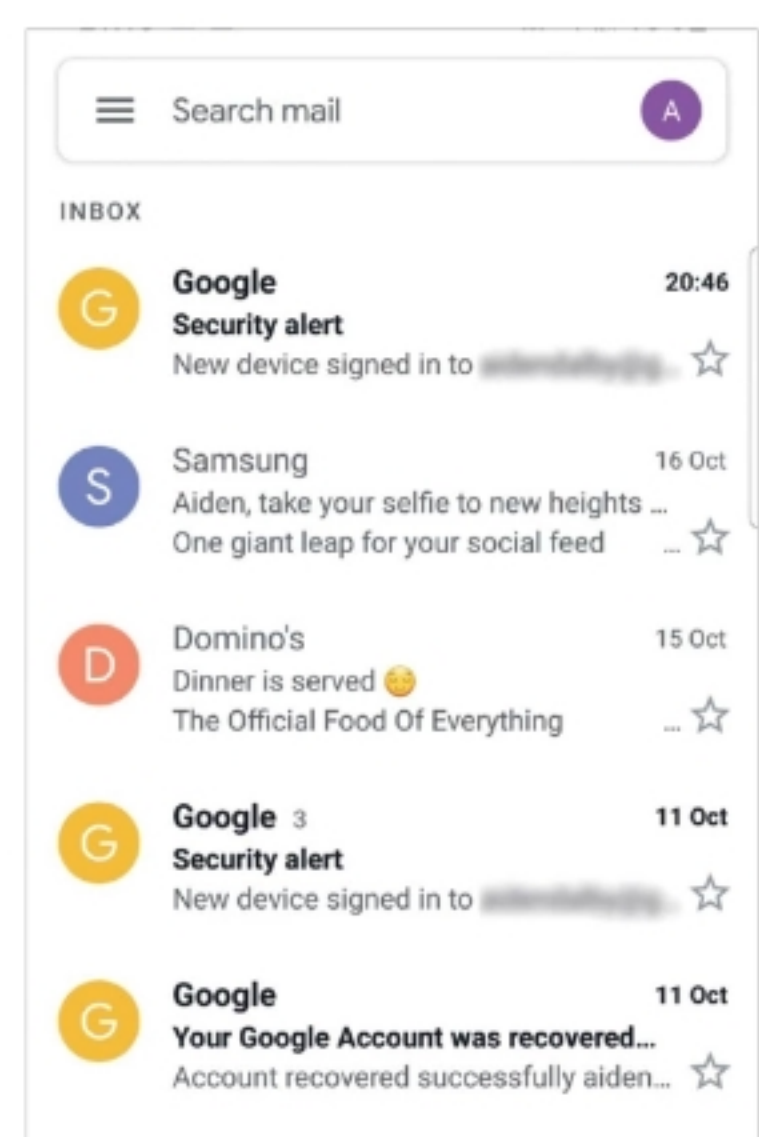 Search mail
A
INBOX
G
Google
20:46
Security alert
New device signed in to
S
Samsung
16 Oct
Aiden, take your selfie to new heights ...
One giant leap for your social feed ...
D
Domino's
15 Oct
Dinner is served 😌
The Official Food Of Everything ...
G
Google 3
11 Oct
Security alert
New device signed in to
G
Google
11 Oct
Your Google Account was recovered...
Account recovered successfully aiden...